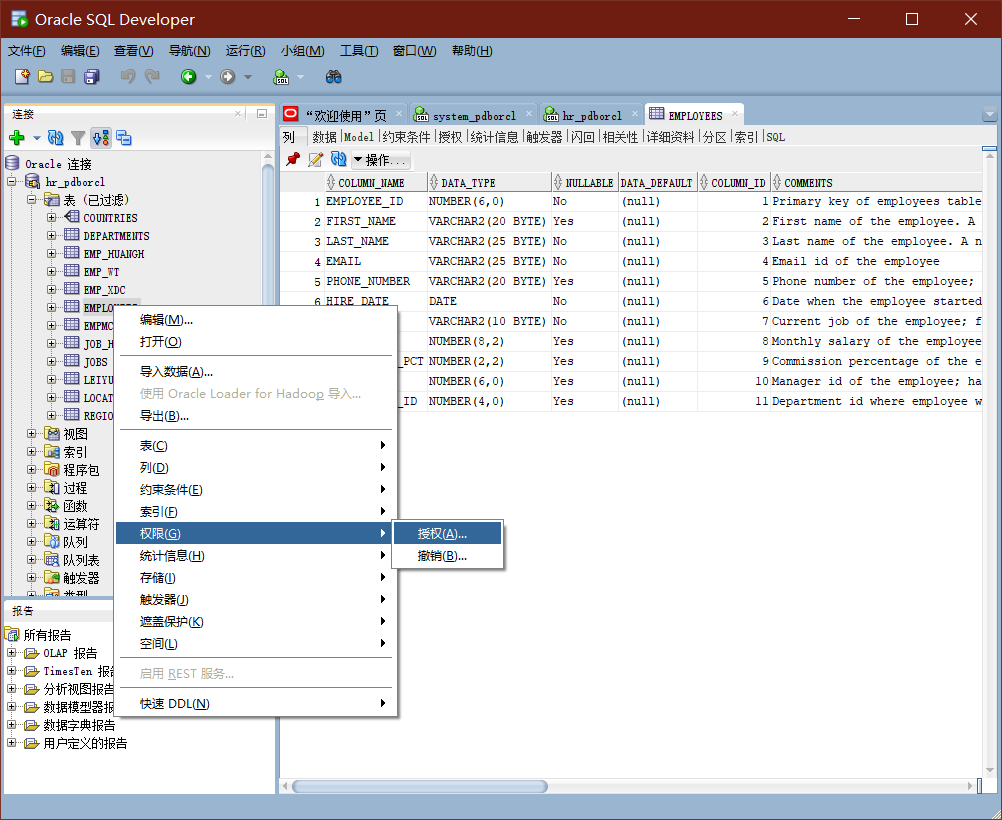 Oracle SQL Developer
文件(F) 编辑(E) 查看(V) 导航(N) 运行(R) 小组(M) 工具(T) 窗口(W) 帮助(H)
连接
Oracle 连接
hr_pdborcl
表 (已过滤)
COUNTRIES
DEPARTMENTS
EMP_HUANGH
EMP_WT
EMP_XDC
EMPLO
EMPMC
JOB_H
JOBS
LEIYU
LOCAT
REGIO
视图
索引
程序包
过程
函数
运算符
队列
队列表
触发器
类型
报告
所有报告
OLAP 报告
TimesTen 报告
分析视图报告
数据模型器报
数据字典报告
用户定义的报告
“欢迎使用”页 system_pdborcl hr_pdborcl EMPLOYEES
列 数据 Model 约束条件 授权 统计信息 触发器 闪回 相关性 详细资料 分区 索引 SQL
操作...
COLUMN_NAME DATA_TYPE NULLABLE DATA_DEFAULT COLUMN_ID COMMENTS
1 EMPLOYEE_ID NUMBER(6,0) No (null) 1 Primary key of employees table
2 FIRST_NAME VARCHAR2(20 BYTE) Yes (null) 2 First name of the employee. A
3 LAST_NAME VARCHAR2(25 BYTE) No (null) 3 Last name of the employee. A n
4 EMAIL VARCHAR2(25 BYTE) No (null) 4 Email id of the employee
5 PHONE_NUMBER VARCHAR2(20 BYTE) Yes (null) 5 Phone number of the employee;
6 HIRE_DATE DATE No (null) 6 Date when the employee started
VARCHAR2(10 BYTE) No (null) 7 Current job of the employee; f
NUMBER(8,2) Yes (null) 8 Monthly salary of the employee
_PCT NUMBER(2,2) Yes (null) 9 Commission percentage of the e
NUMBER(6,0) Yes (null) 10 Manager id of the employee; ha
_ID NUMBER(4,0) Yes (null) 11 Department id where employee w
编辑(M)...
打开(O)
导入数据(A)...
使用 Oracle Loader for Hadoop 导入...
导出(B)...
表(C)
列(D)
约束条件(E)
索引(F)
权限(G)
统计信息(H)
存储(I)
触发器(J)
遮盖保护(K)
空间(L)
启用 REST 服务...
快速 DDL(N)
授权(A)...
撤销(B)...